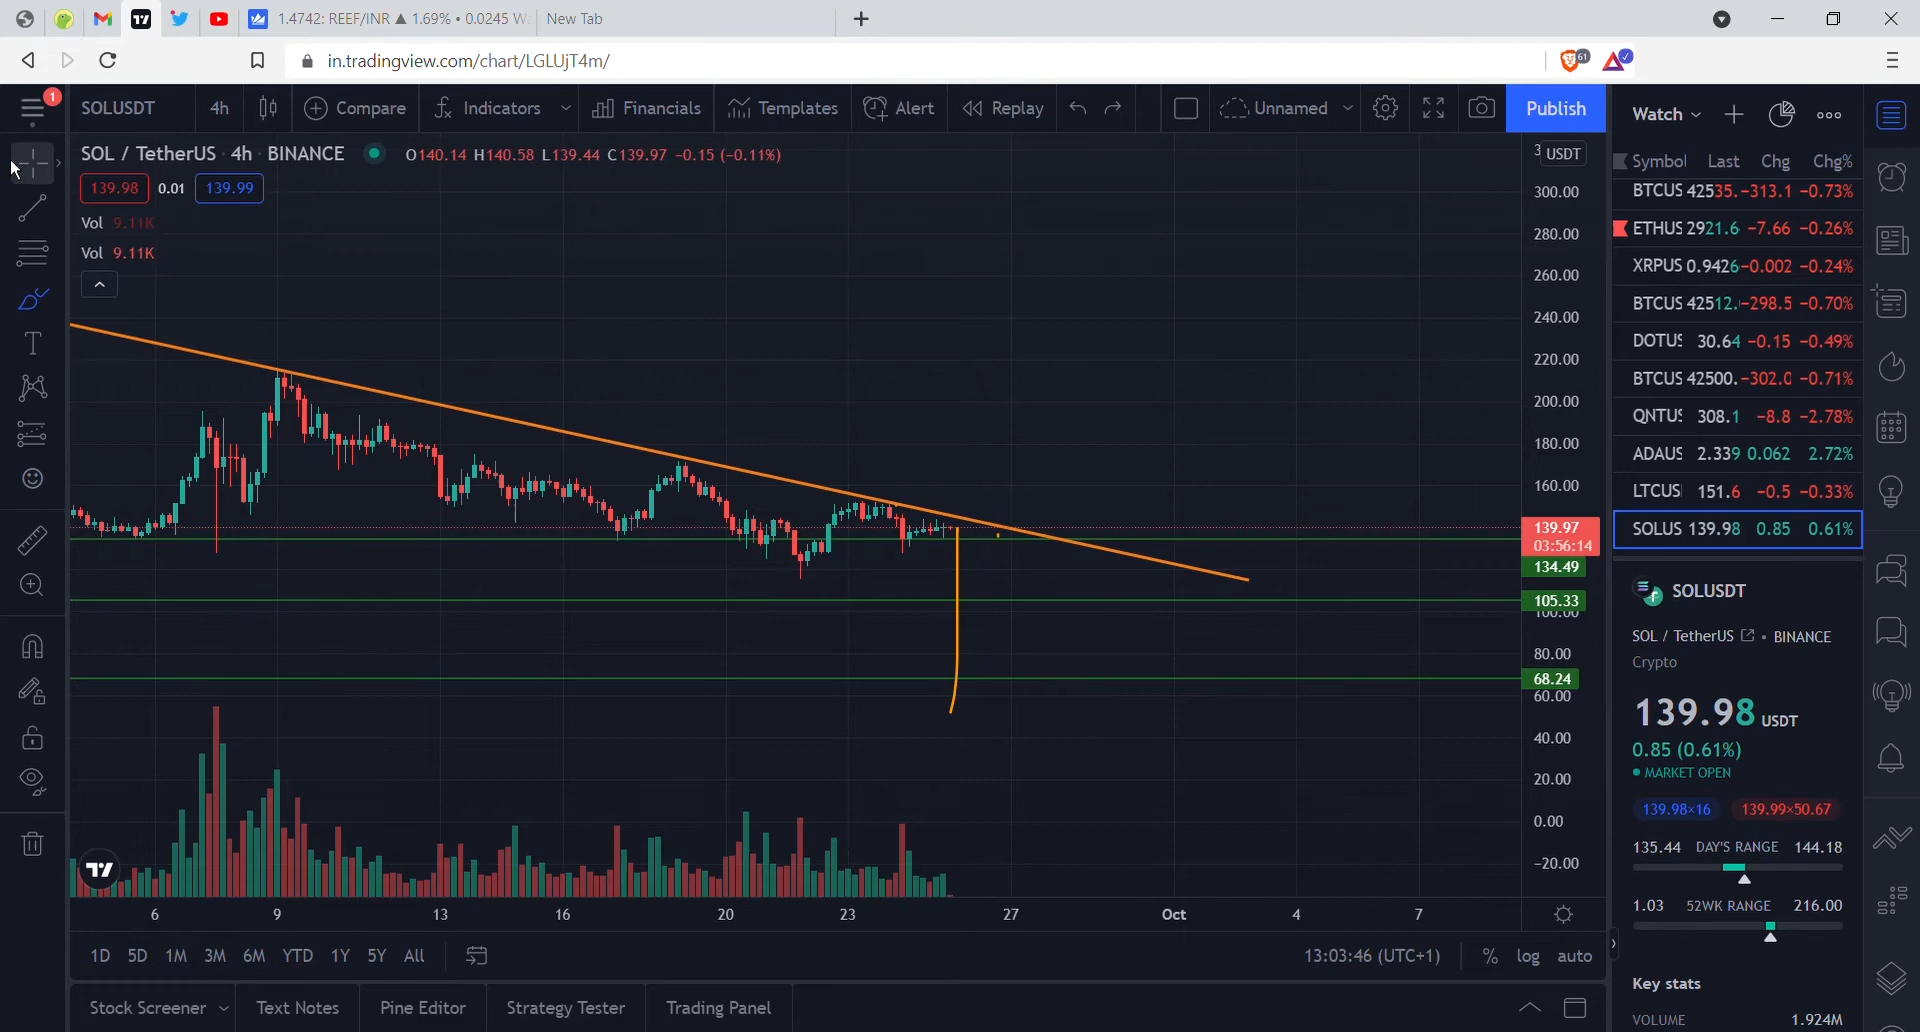 1.4742: REEF/INR ▲ 1.69% • 0.0245 W
New Tab
in.tradingview.com/chart/LGLUjT4m/
61
1
SOLUSDT 4h Compare Indicators Financials Templates Alert Replay Unnamed Publish
SOL / TetherUS · 4h · BINANCE O140.14 H140.58 L139.44 C139.97 -0.15 (-0.11%)
139.98 0.01 139.99
Vol 9.11K
Vol 9.11K
USDT
300.00
280.00
260.00
240.00
220.00
200.00
180.00
160.00
139.97
03:56:14
134.49
105.33
100.00
80.00
68.24
60.00
40.00
20.00
0.00
-20.00
6 9 13 16 20 23 27 Oct 4 7
1D 5D 1M 3M 6M YTD 1Y 5Y All
13:03:46 (UTC+1) % log auto
Stock Screener Text Notes Pine Editor Strategy Tester Trading Panel
Watch
Symbol Last Chg Chg%
BTCUS 42535. -313.1 -0.73%
ETHUS 2921.6 -7.66 -0.26%
XRPUS 0.9426 -0.002 -0.24%
BTCUS 42512. -298.5 -0.70%
DOTUS 30.64 -0.15 -0.49%
BTCUS 42500. -302.0 -0.71%
QNTUS 308.1 -8.8 -2.78%
ADAUS 2.339 0.062 2.72%
LTCUS 151.6 -0.5 -0.33%
SOLUS 139.98 0.85 0.61%
SOLUSDT
SOL / TetherUS • BINANCE
Crypto
139.98 USDT
0.85 (0.61%)
• MARKET OPEN
139.98×16 139.99×50.67
135.44 DAY'S RANGE 144.18
1.03 52WK RANGE 216.00
Key stats
VOLUME 1.924M